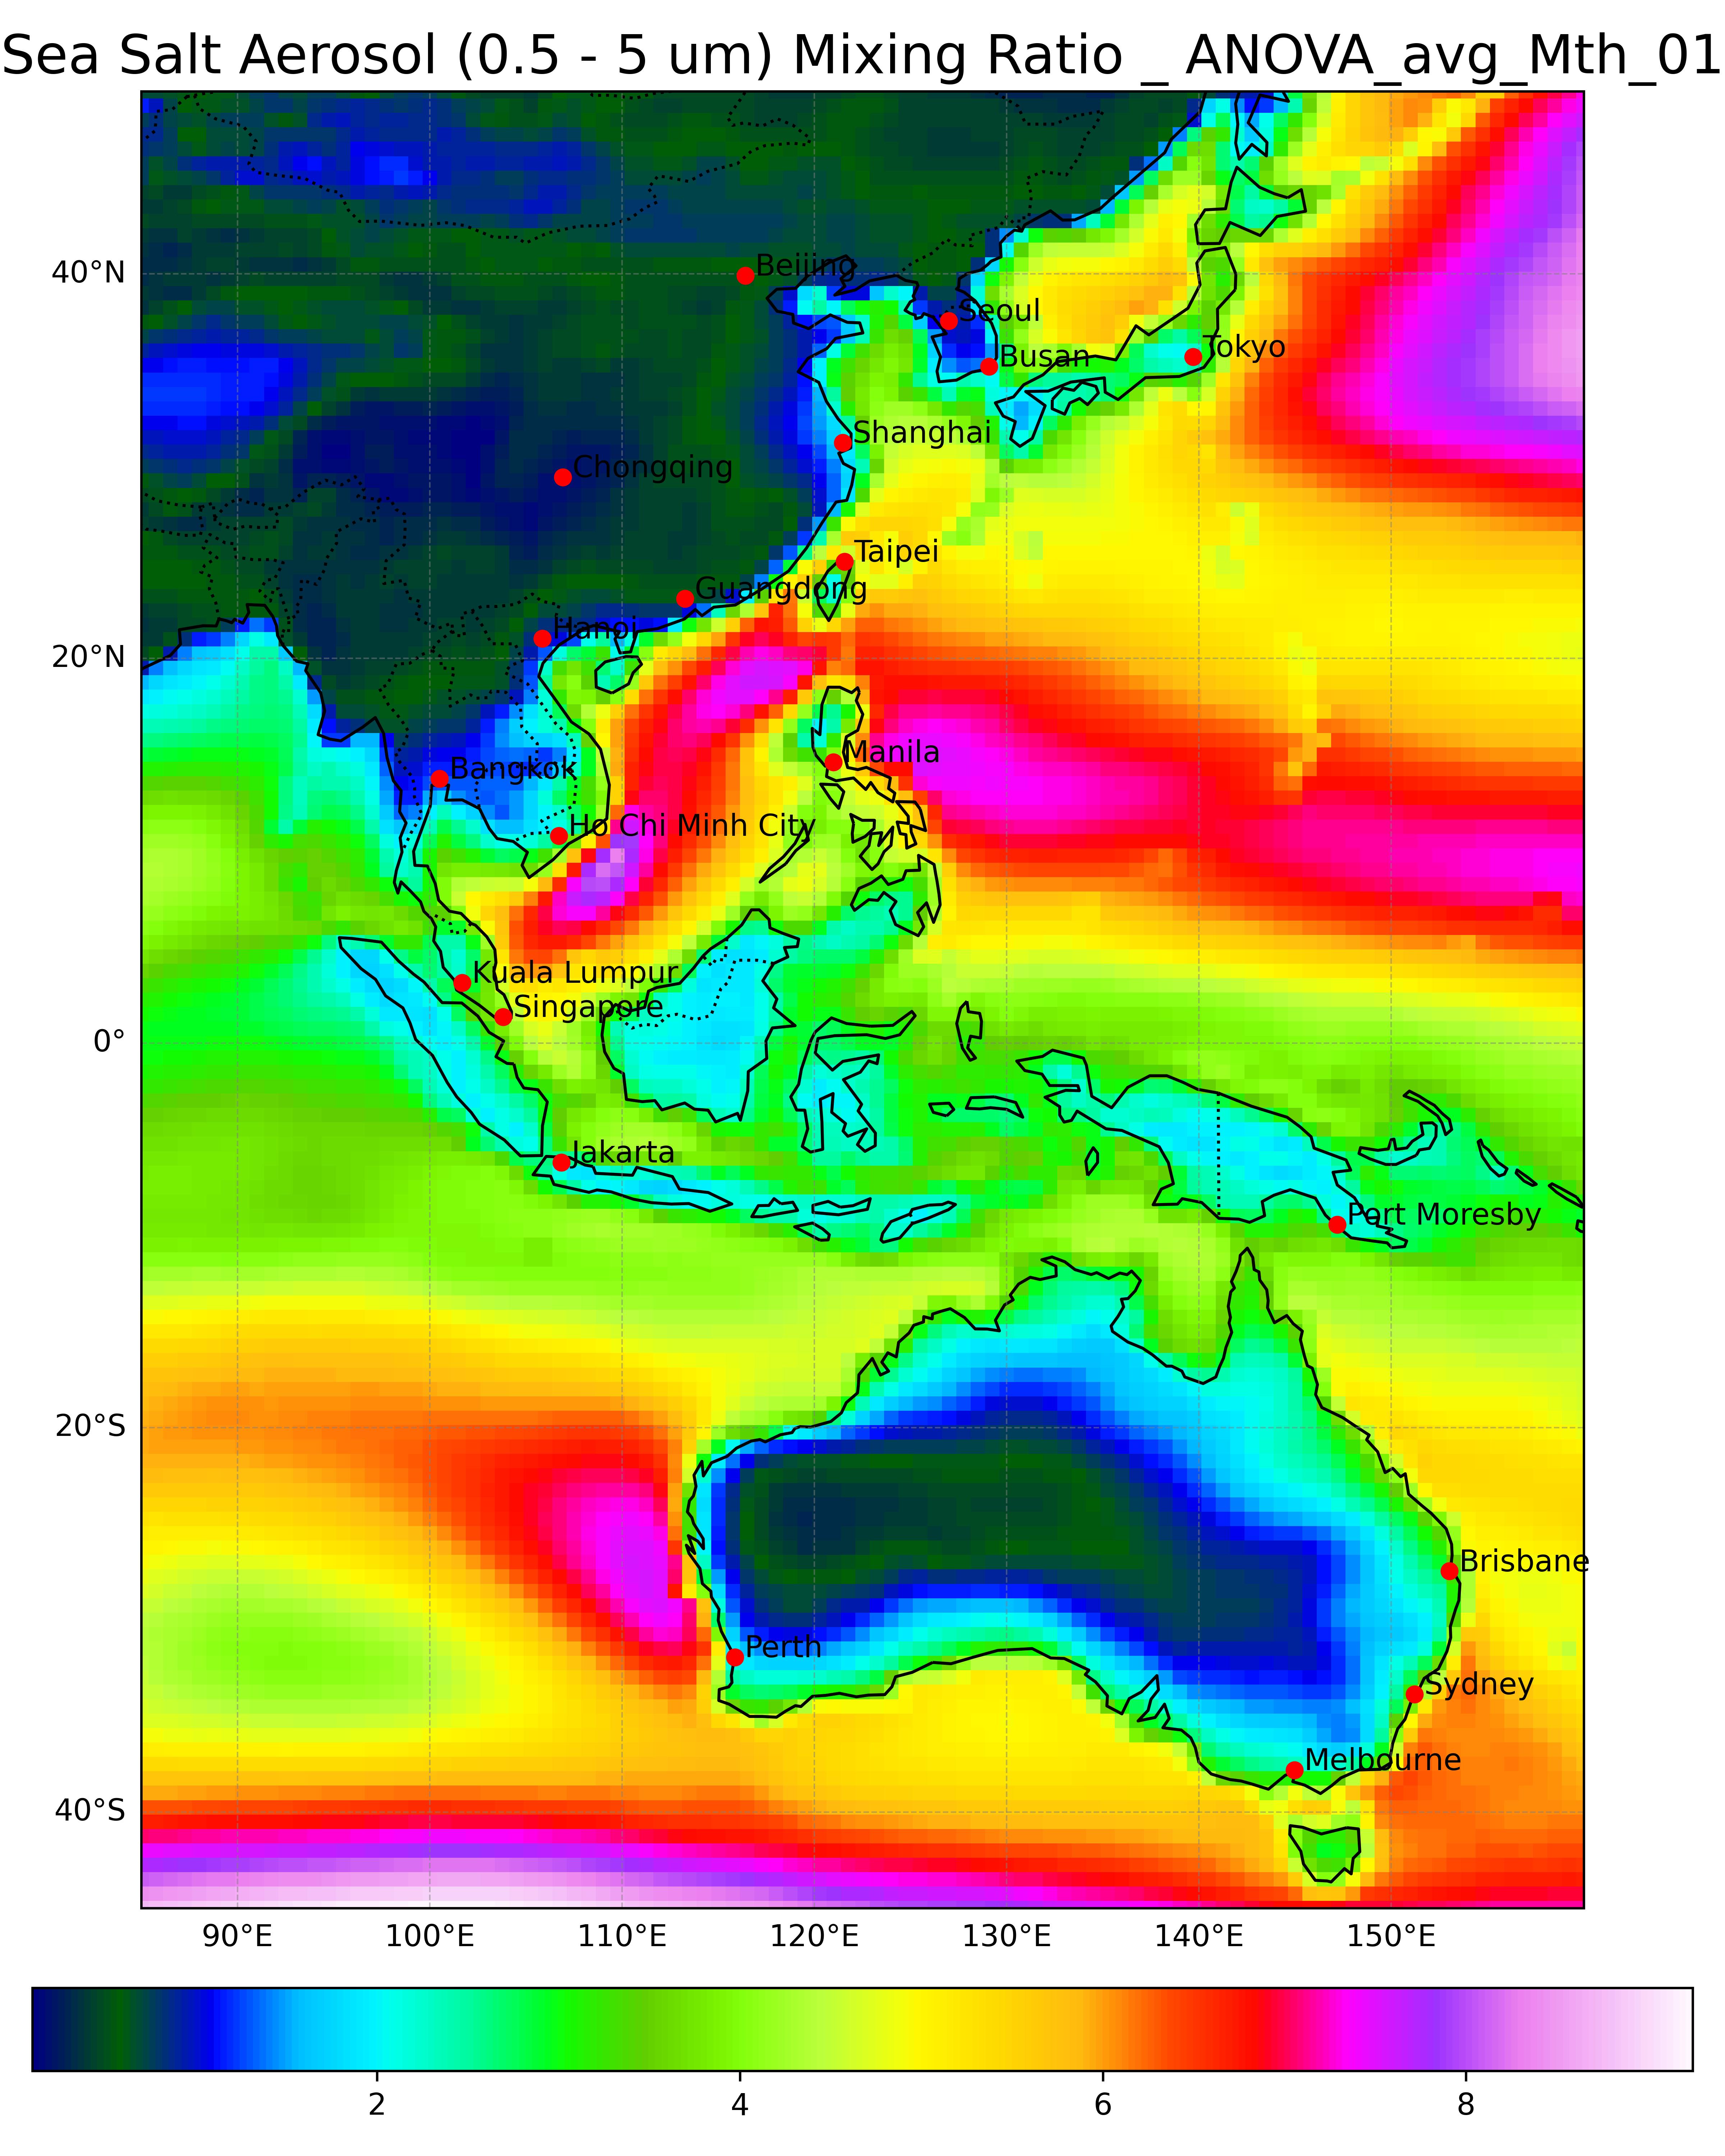 Sea Salt Aerosol (0.5 - 5 um) Mixing Ratio _ ANOVA_avg_Mth_01
40°N
20°N
0°
20°S
40°S
Beijing
Seoul
Busan
Tokyo
Shanghai
Chongqing
Taipei
Guangdong
Hanoi
Manila
Bangkok
Ho Chi Minh City
Kuala Lumpur
Singapore
Jakarta
Port Moresby
Brisbane
Perth
Sydney
Melbourne
90°E 100°E 110°E 120°E 130°E 140°E 150°E
2 4 6 8